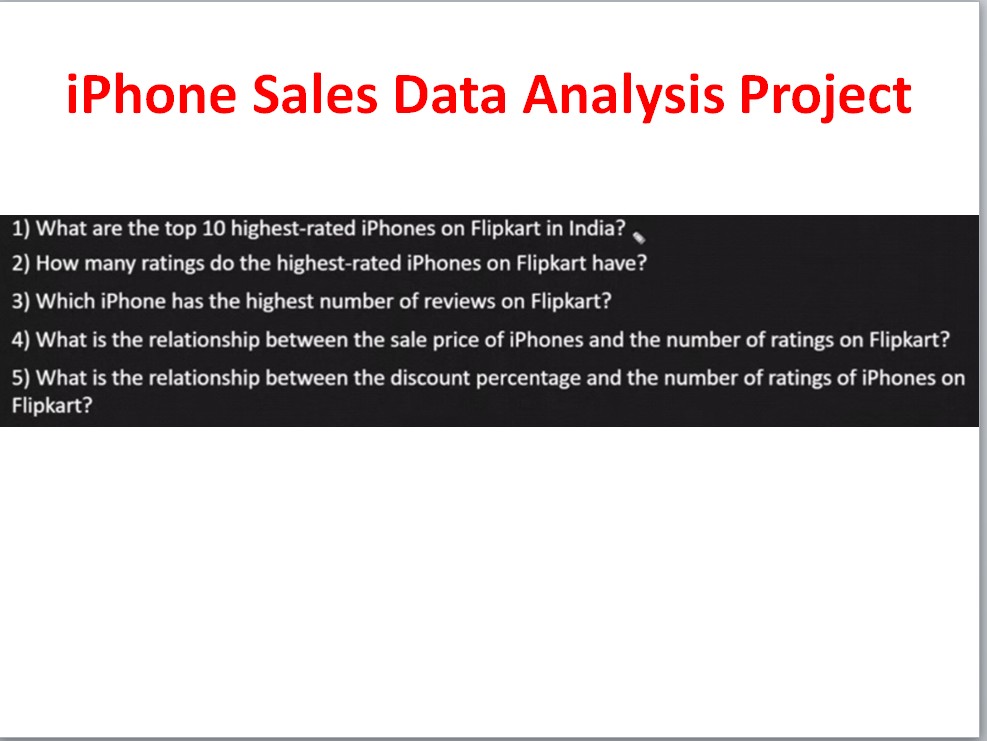 iPhone Sales Data Analysis Project
1) What are the top 10 highest-rated iPhones on Flipkart in India?
2) How many ratings do the highest-rated iPhones on Flipkart have?
3) Which iPhone has the highest number of reviews on Flipkart?
4) What is the relationship between the sale price of iPhones and the number of ratings on Flipkart?
5) What is the relationship between the discount percentage and the number of ratings of iPhones on
Flipkart?